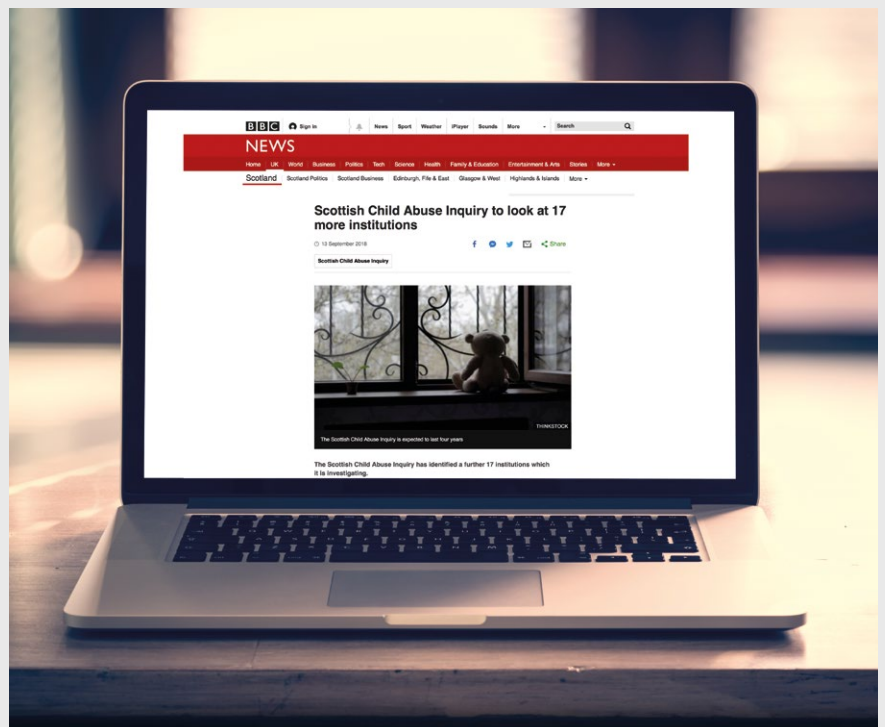 BBC Sign in News Sport Weather iPlayer Sounds More Search
NEWS
Home UK World Business Politics Tech Science Health Family & Education Entertainment & Arts Stories More
Scotland Scotland Politics Scotland Business Edinburgh, Fife & East Glasgow & West Highlands & Islands More
Scottish Child Abuse Inquiry to look at 17
more institutions
13 September 2018
Share
Scottish Child Abuse Inquiry
THINKSTOCK
The Scottish Child Abuse Inquiry is expected to last four years
The Scottish Child Abuse Inquiry has identified a further 17 institutions which
it is investigating.